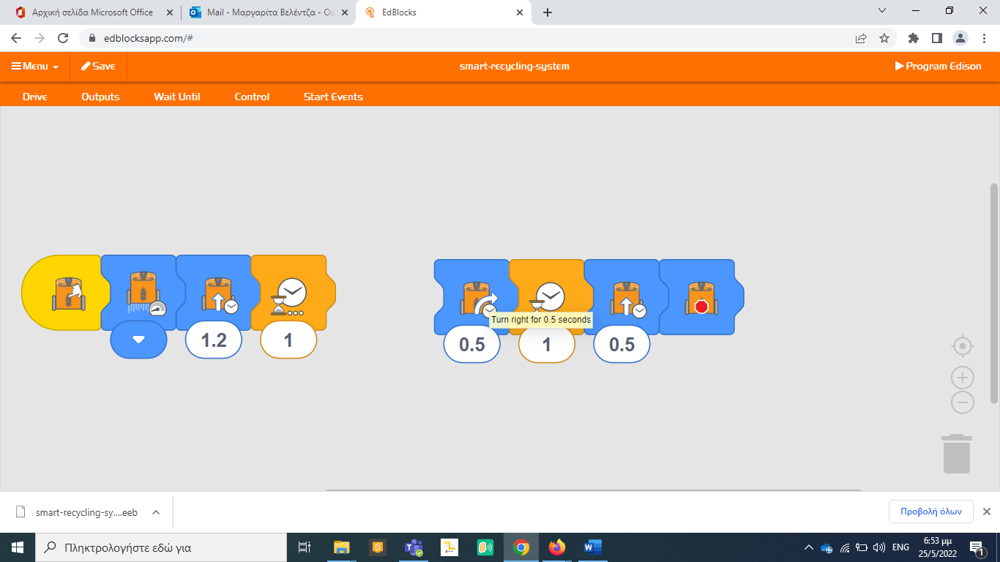 Αρχική σελίδα Microsoft Office
Mail - Μαργαρίτα Βελέντζα - Ou
EdBlocks
edblocksapp.com/#
Menu
Save
smart-recycling-system
Program Edison
Drive
Outputs
Wait Until
Control
Start Events
Turn right for 0.5 seconds
1.2
1
0.5
1
0.5
smart-recycling-sy....eeb
Προβολή όλων
Πληκτρολογήστε εδώ για
ENG
6:53 μμ
25/5/2022
1